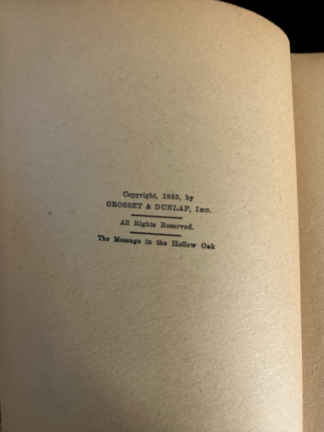 Copyright, 1935, by
GROSSET & DUNLAP, Inc.
All Rights Reserved.
The Message in the Hollow Oak